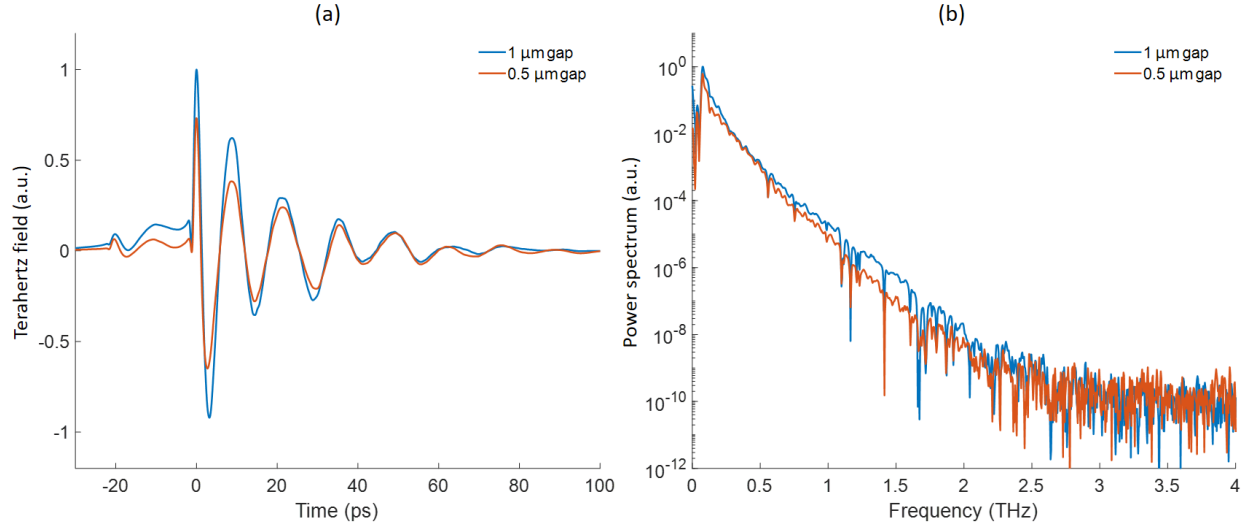 (a)
1 μm gap
0.5 μm gap
Terahertz field (a.u.)
1
0.5
0
-0.5
-1
-20 0 20 40 60 80 100
Time (ps)
(b)
1 μm gap
0.5 μm gap
Power spectrum (a.u.)
10^0
10^-2
10^-4
10^-6
10^-8
10^-10
10^-12
0 0.5 1 1.5 2 2.5 3 3.5 4
Frequency (THz)